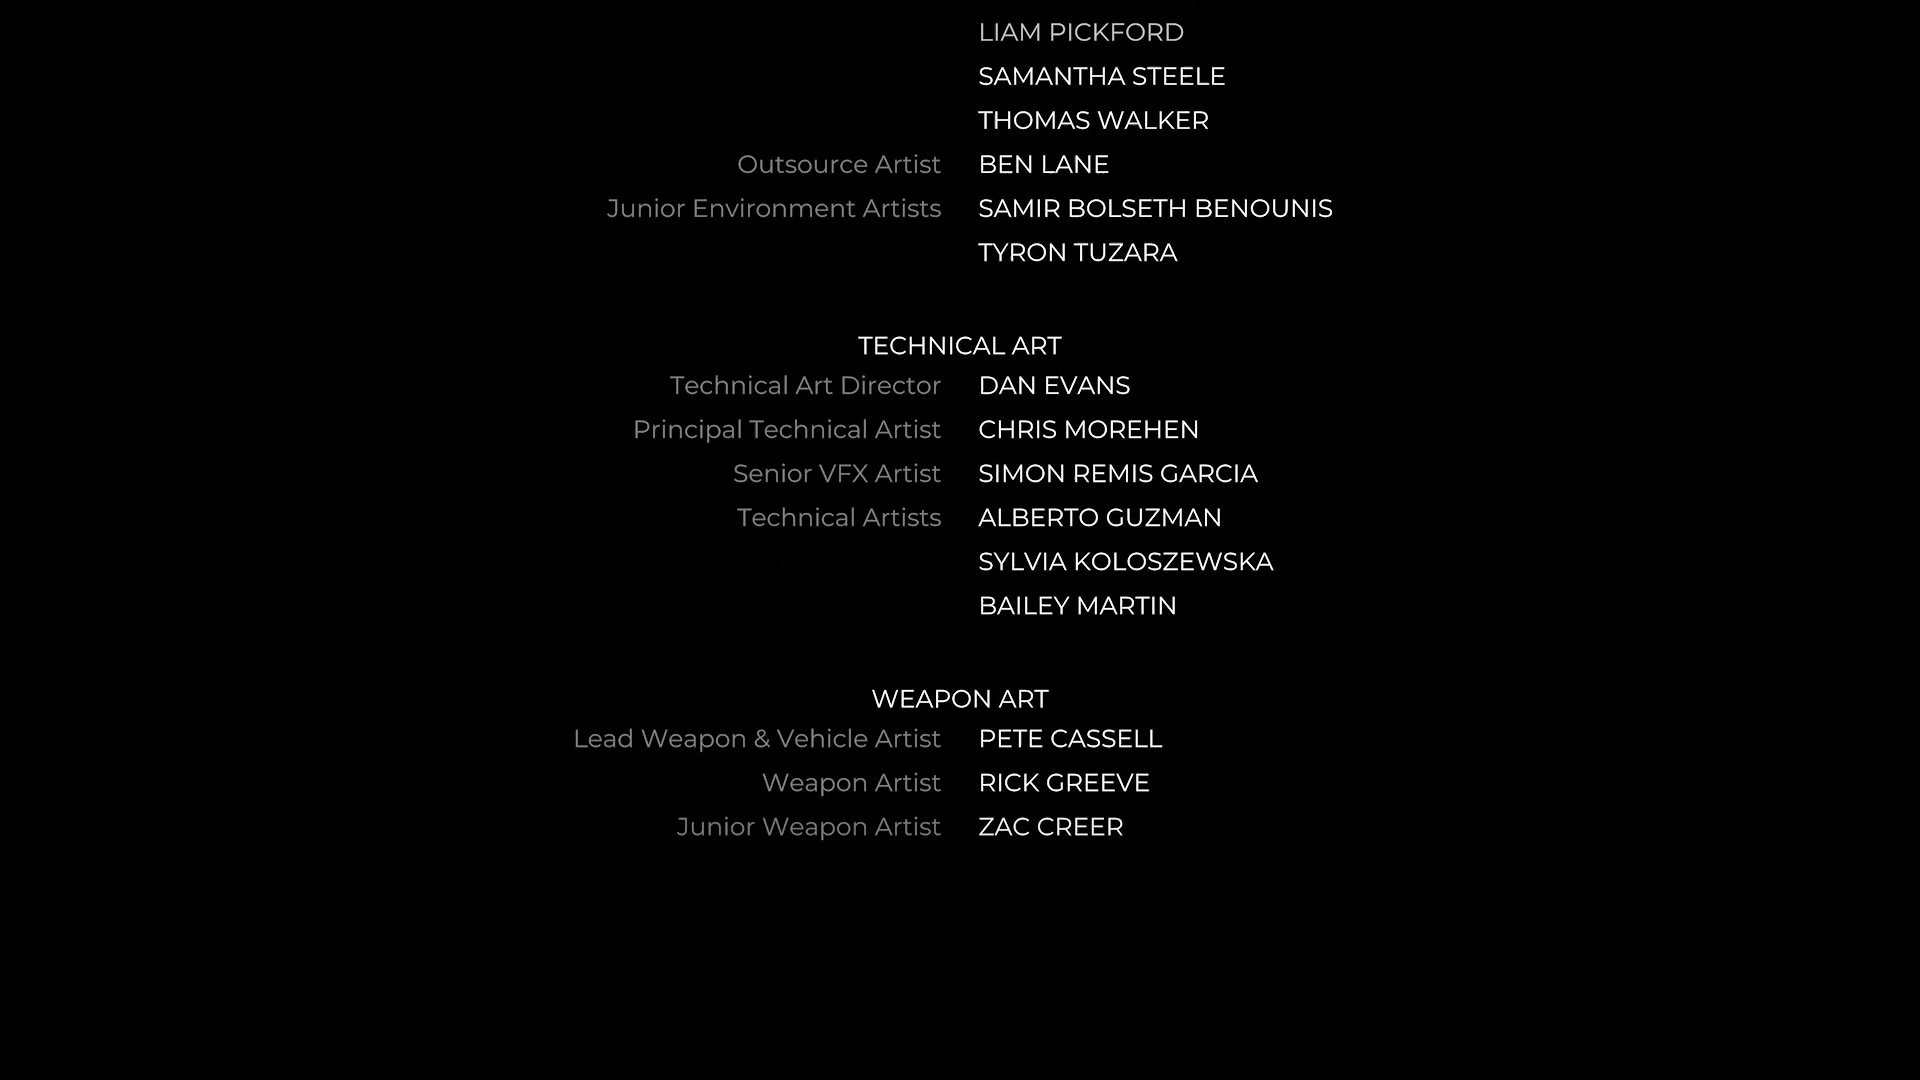 LIAM PICKFORD
SAMANTHA STEELE
THOMAS WALKER
Outsource Artist BEN LANE
Junior Environment Artists SAMIR BOLSETH BENOUNIS
TYRON TUZARA
TECHNICAL ART
Technical Art Director DAN EVANS
Principal Technical Artist CHRIS MOREHEN
Senior VFX Artist SIMON REMIS GARCIA
Technical Artists ALBERTO GUZMAN
SYLVIA KOLOSZEWSKA
BAILEY MARTIN
WEAPON ART
Lead Weapon & Vehicle Artist PETE CASSELL
Weapon Artist RICK GREEVE
Junior Weapon Artist ZAC CREER